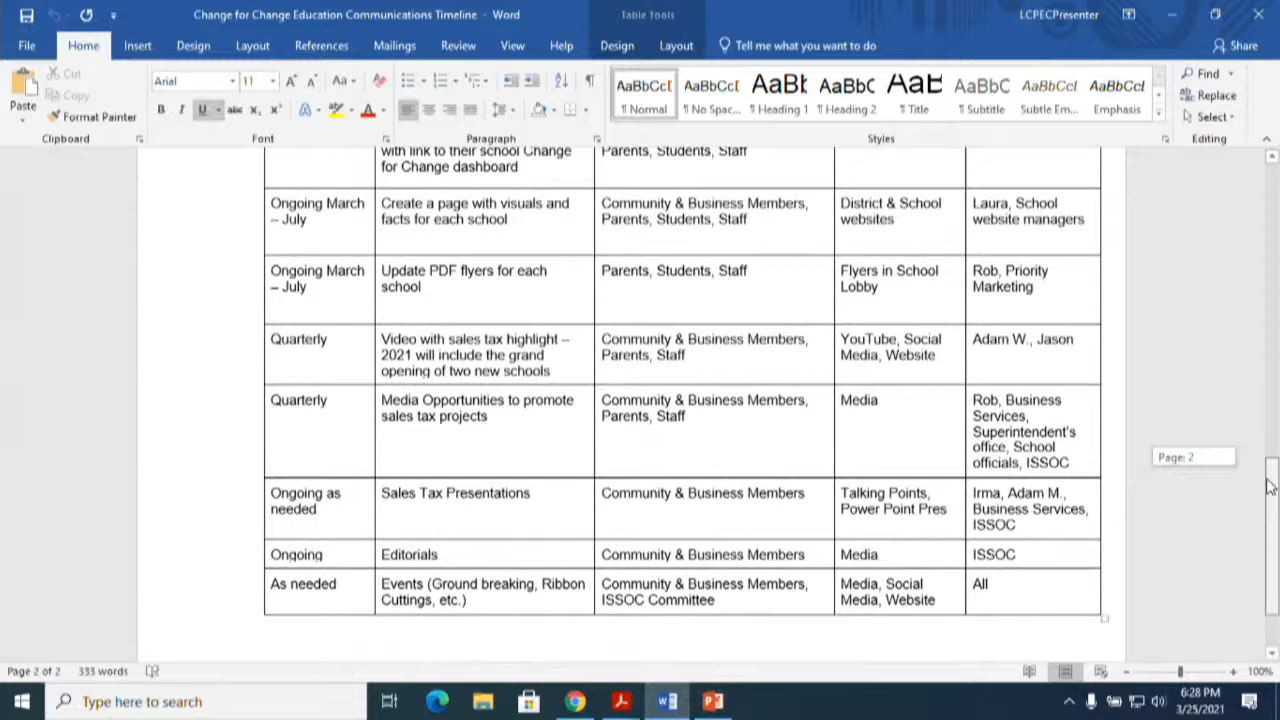 Change for Change Education Communications Timeline - Word
Table Tools
LCPECPresenter
File Home Insert Design Layout References Mailings Review View Help Design Layout Tell me what you want to do Share
Paste
Cut
Copy
Format Painter
Clipboard
Arial 11
Font
Paragraph
AaBbCcI AaBbCcI AaBb AaBbC AaB AaBbC AaBbCcI AaBbCcI
¶ Normal ¶ No Spac... ¶ Heading 1 ¶ Heading 2 ¶ Title ¶ Subtitle Subtle Em... Emphasis
Styles
Find
Replace
Select
Editing
with link to their school Change Parents, Students, Staff
for Change dashboard
Ongoing March Create a page with visuals and Community & Business Members, District & School Laura, School
– July facts for each school Parents, Students, Staff websites website managers
Ongoing March Update PDF flyers for each Parents, Students, Staff Flyers in School Rob, Priority
– July school Lobby Marketing
Quarterly Video with sales tax highlight – Community & Business Members, YouTube, Social Adam W., Jason
2021 will include the grand Parents, Staff Media, Website
opening of two new schools
Quarterly Media Opportunities to promote Community & Business Members, Media Rob, Business
sales tax projects Parents, Staff Services,
Superintendent's
office, School
officials, ISSOC
Ongoing as Sales Tax Presentations Community & Business Members Talking Points, Irma, Adam M.,
needed Power Point Pres Business Services,
ISSOC
Ongoing Editorials Community & Business Members Media ISSOC
As needed Events (Ground breaking, Ribbon Community & Business Members, Media, Social All
Cuttings, etc.) ISSOC Committee Media, Website
Page: 2
Page 2 of 2 333 words 100%
Type here to search
6:28 PM
3/25/2021